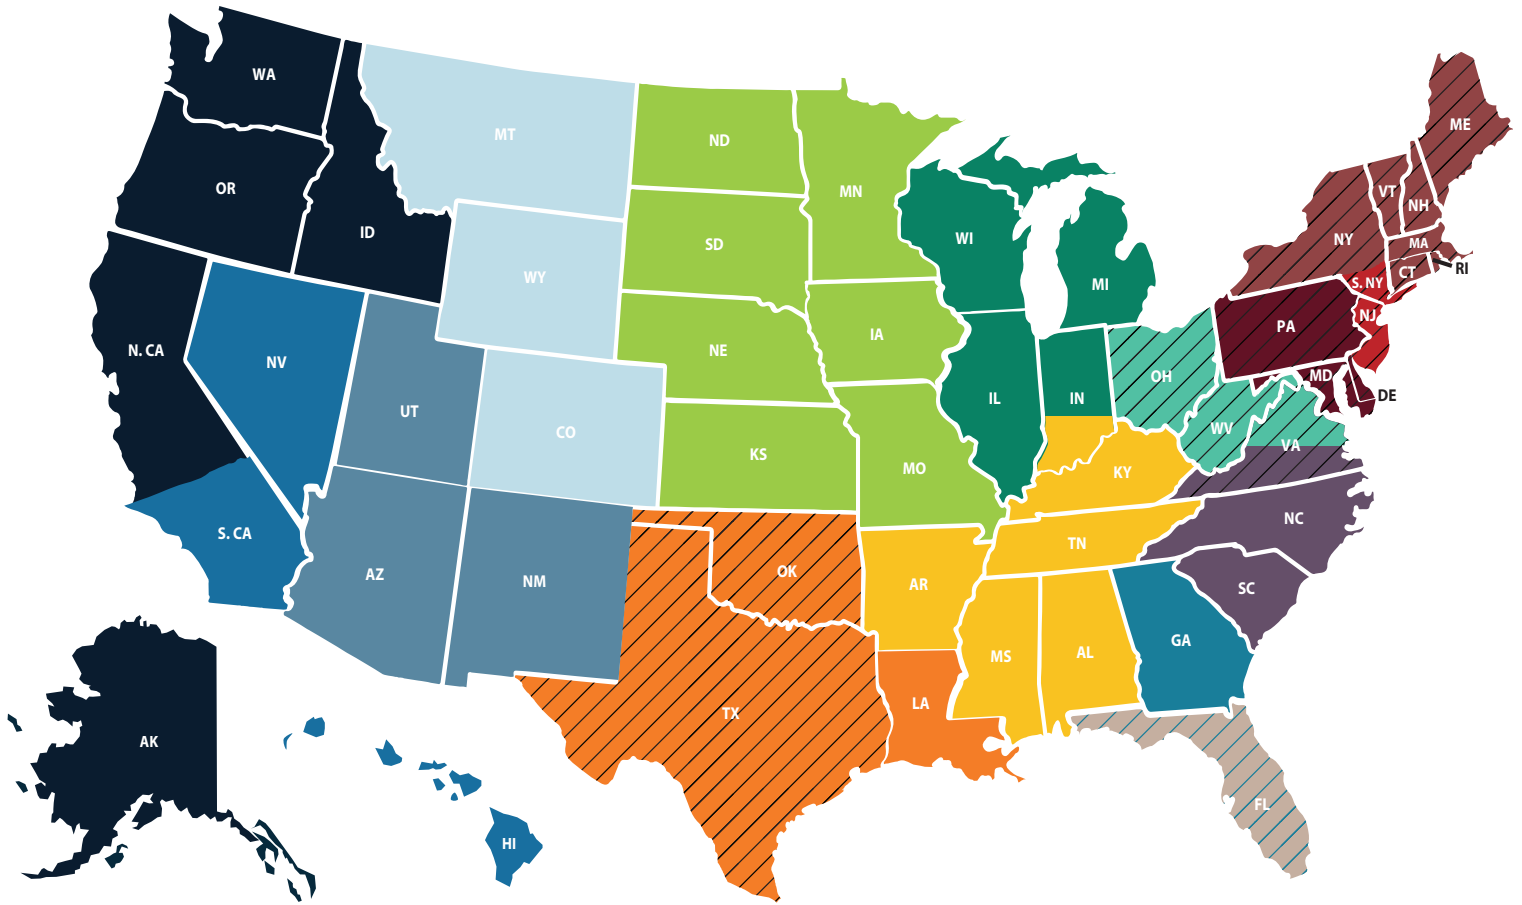 WA
OR
ID
MT
ND
MN
ME
VT
NH
NY
MA
CT
RI
S. NY
WI
MI
SD
WY
N. CA
NV
UT
CO
NE
IA
PA
NJ
MD
DE
OH
IN
IL
WV
VA
KS
MO
KY
S. CA
AZ
NM
OK
AR
TN
NC
SC
GA
AL
MS
LA
TX
FL
AK
HI